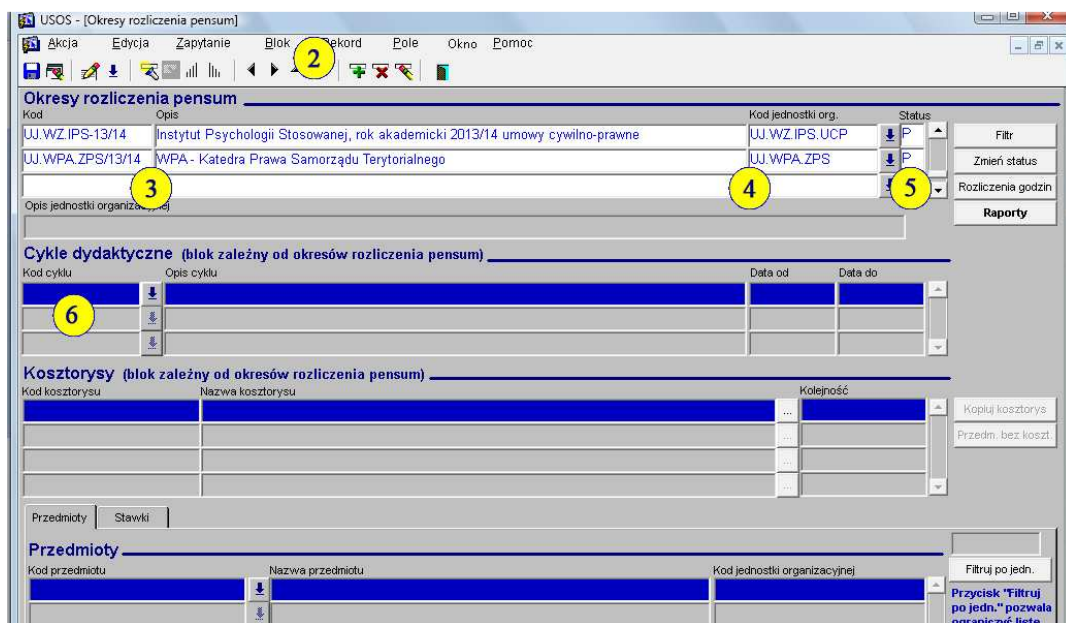 USOS - [Okresy rozliczenia pensum]
Akcja Edycja Zapytanie Blok Rekord Pole Okno Pomoc
2
Okresy rozliczenia pensum
Kod Opis Kod jednostki org. Status
UJ.WZ.IPS-13/14 Instytut Psychologii Stosowanej, rok akademicki 2013/14 umowy cywilno-prawne UJ.WZ.IPS.UCP P Filtr
UJ.WPA.ZPS/13/14 WPA - Katedra Prawa Samorządu Terytorialnego UJ.WPA.ZPS P Zmień status
3 4 5 Rozliczenia godzin
Opis jednostki organizacyjnej
Raporty
Cykle dydaktyczne (blok zależny od okresów rozliczenia pensum)
Kod cyklu Opis cyklu Data od Data do
6
Kosztorysy (blok zależny od okresów rozliczenia pensum)
Kod kosztorysu Nazwa kosztorysu Kolejność
... Kopiuj kosztorys
... Przedm. bez koszt.
...
...
Przedmioty Stawki
Przedmioty
Kod przedmiotu Nazwa przedmiotu Kod jednostki organizacyjnej Filtruj po jedn.
Przycisk "Filtruj
po jedn." pozwala
ograniczyć listę